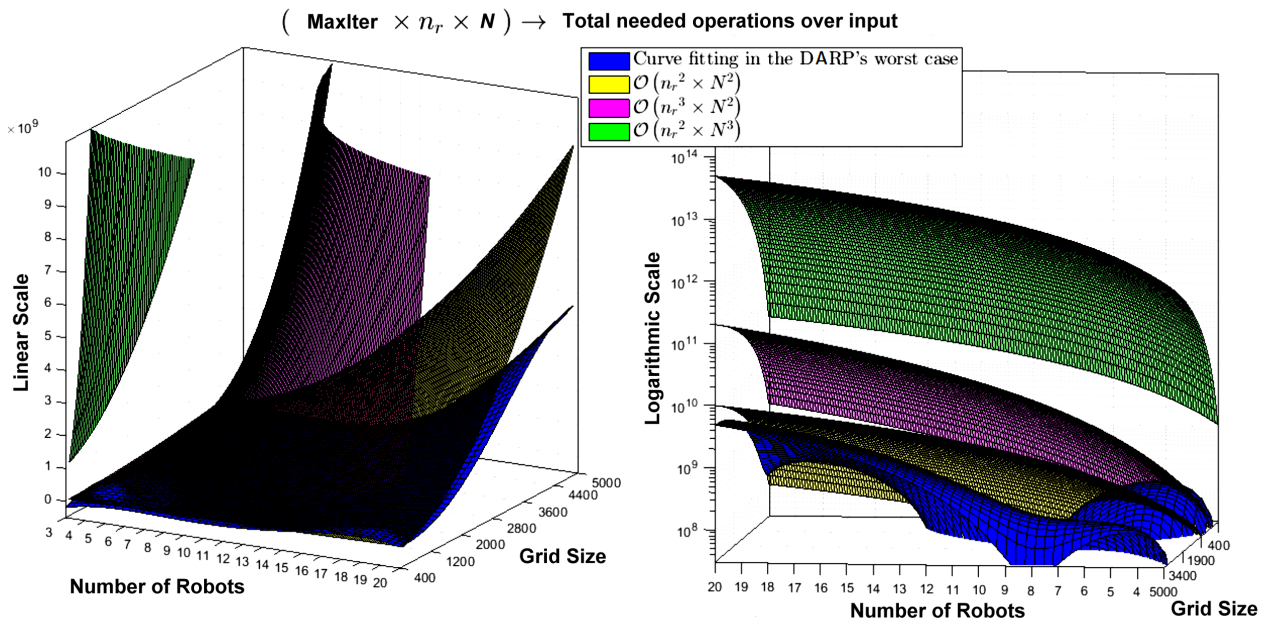 ( MaxIter × n_r × N ) → Total needed operations over input
Curve fitting in the DARP's worst case
O (n_r² × N²)
O (n_r³ × N²)
O (n_r² × N³)
× 10⁹
10
9
8
7
6
5
4
3
2
1
0
Linear Scale
3 4 5 6 7 8 9 10 11 12 13 14 15 16 17 18 19 20
Number of Robots
400 1200 2000 2800 3600 4400 5000
Grid Size
10¹⁴
10¹³
10¹²
10¹¹
10¹⁰
10⁹
10⁸
Logarithmic Scale
20 19 18 17 16 15 14 13 12 11 10 9 8 7 6 5 4
Number of Robots
5000 3400 1900 400
Grid Size